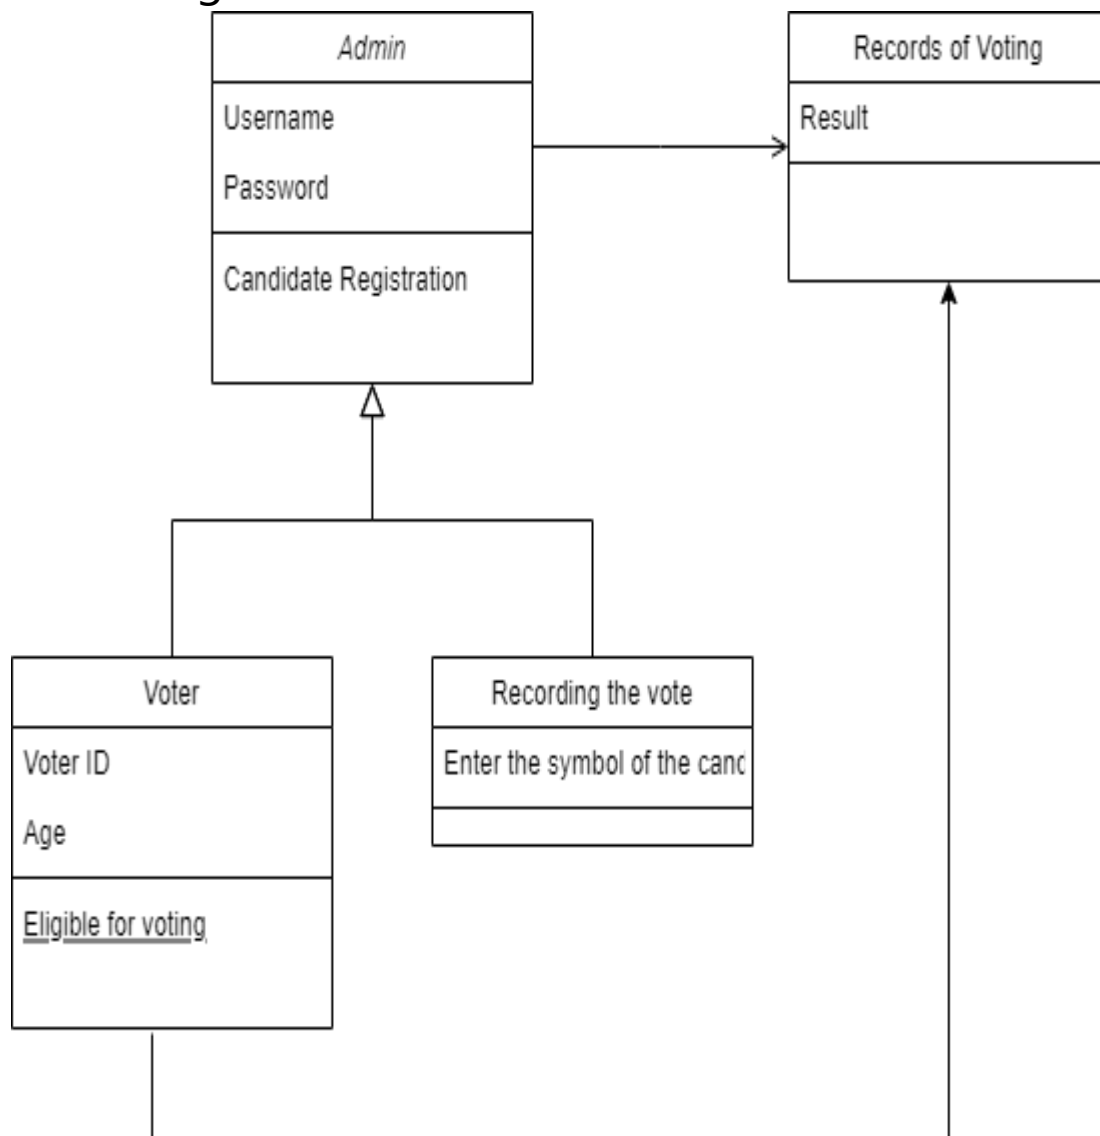 Admin
Username
Password
Candidate Registration
Records of Voting
Result
Voter
Voter ID
Age
Eligible for voting
Recording the vote
Enter the symbol of the